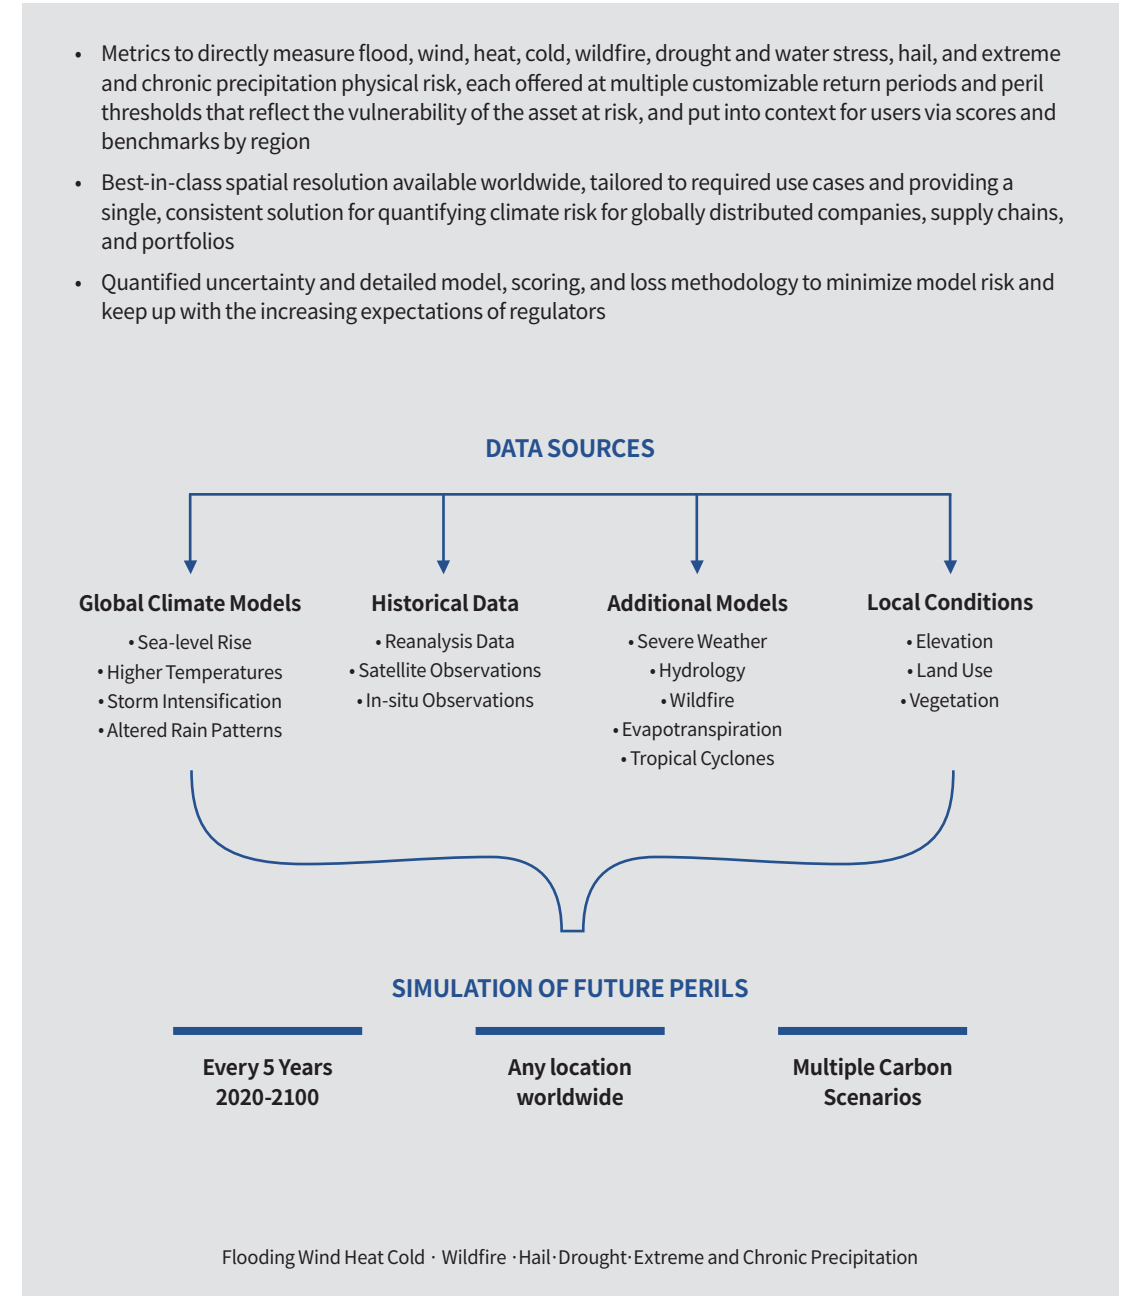 • Metrics to directly measure flood, wind, heat, cold, wildfire, drought and water stress, hail, and extreme
and chronic precipitation physical risk, each offered at multiple customizable return periods and peril
thresholds that reflect the vulnerability of the asset at risk, and put into context for users via scores and
benchmarks by region
• Best-in-class spatial resolution available worldwide, tailored to required use cases and providing a
single, consistent solution for quantifying climate risk for globally distributed companies, supply chains,
and portfolios
• Quantified uncertainty and detailed model, scoring, and loss methodology to minimize model risk and
keep up with the increasing expectations of regulators
DATA SOURCES
Global Climate Models
• Sea-level Rise
• Higher Temperatures
• Storm Intensification
• Altered Rain Patterns
Historical Data
• Reanalysis Data
• Satellite Observations
• In-situ Observations
Additional Models
• Severe Weather
• Hydrology
• Wildfire
• Evapotranspiration
• Tropical Cyclones
Local Conditions
• Elevation
• Land Use
• Vegetation
SIMULATION OF FUTURE PERILS
Every 5 Years
2020-2100
Any location
worldwide
Multiple Carbon
Scenarios
Flooding Wind Heat Cold · Wildfire · Hail · Drought · Extreme and Chronic Precipitation